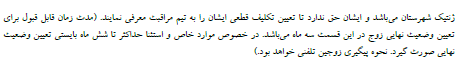 ژنتیک شهرستان می‌باشد و ایشان حق ندارد تا تعیین تکلیف قطعی ایشان را به تیم مراقبت معرفی نمایند. (مدت زمان قابل قبول برای
تعیین وضعیت نهایی زوج در این قسمت سه ماه می‌باشد. در خصوص موارد خاص و استثنا حداکثر تا شش ماه بایستی تعیین وضعیت
نهایی صورت گیرد. نحوه پیگیری زوجین تلفنی خواهد بود.)